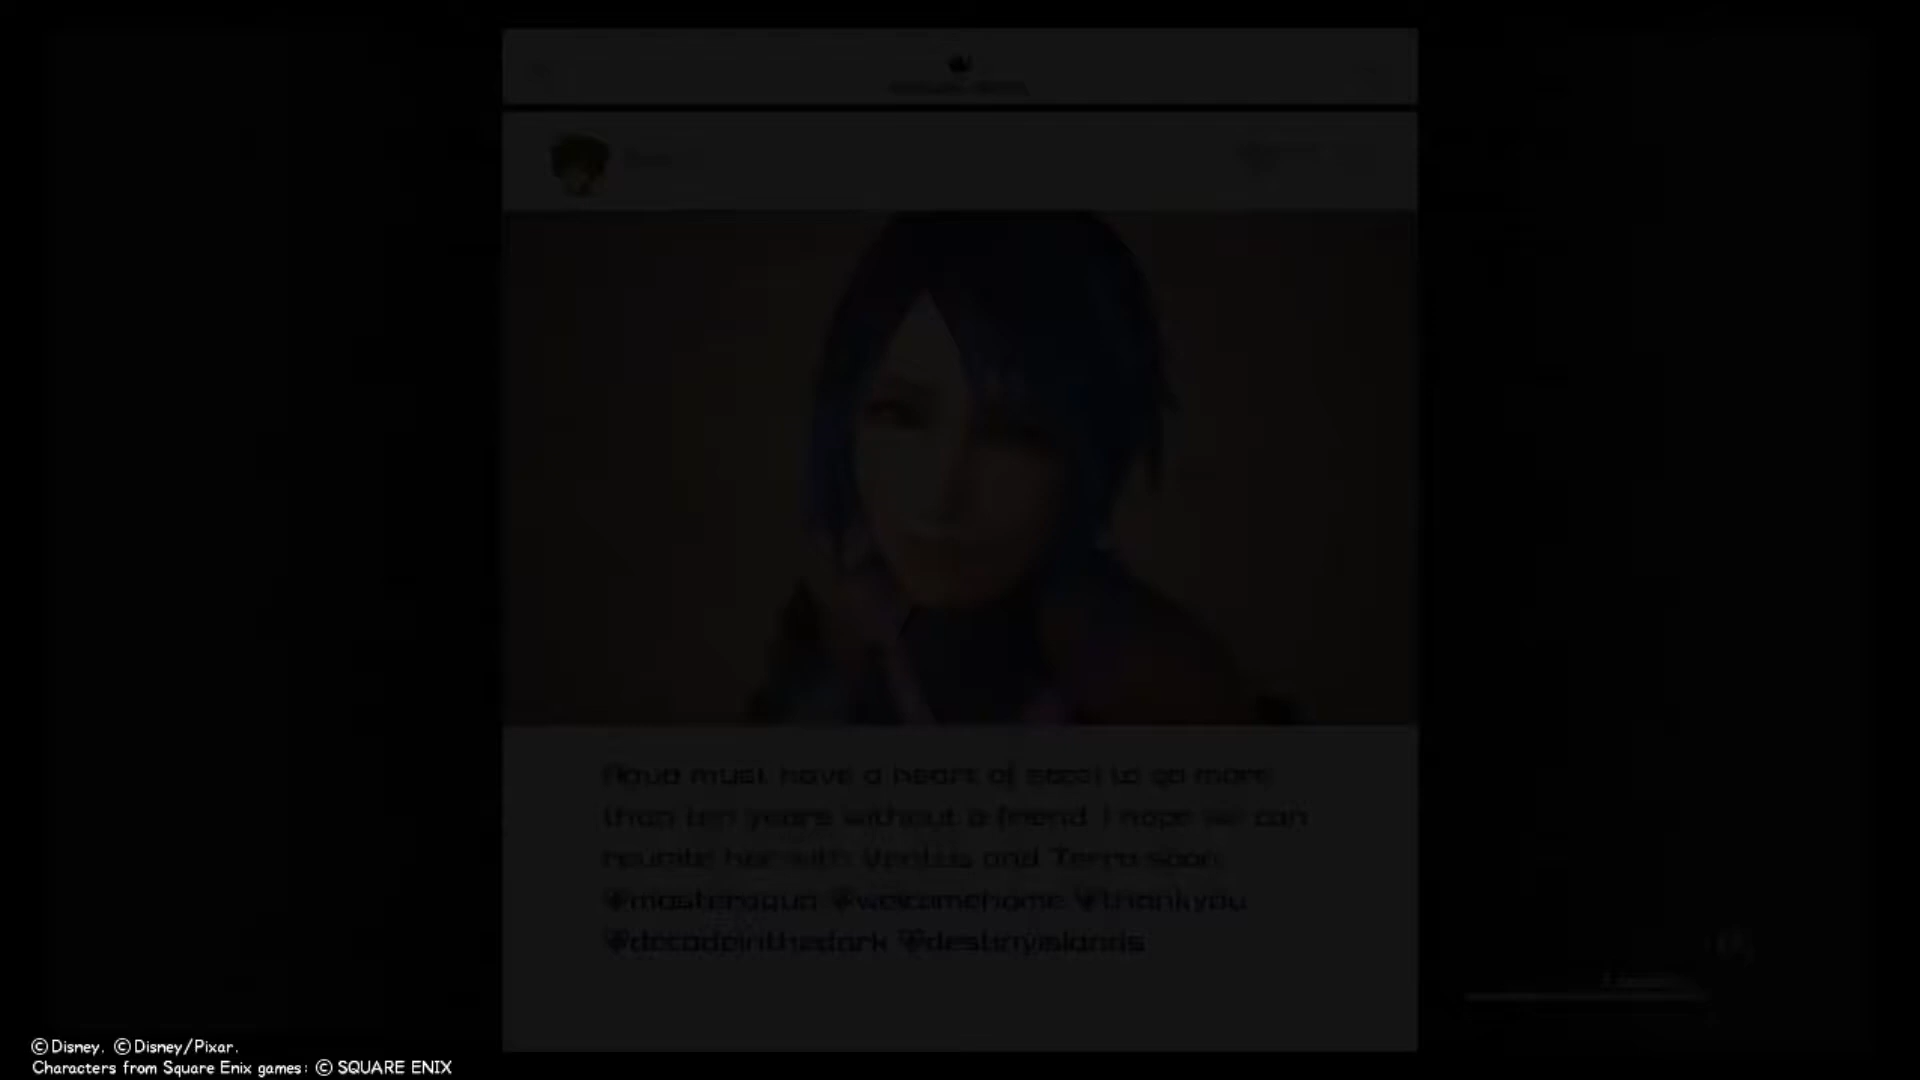 Aqua must have a heart of steel to go more
than ten years without a friend. I hope we can
reunite her with Ventus and Terra soon.
masteraqua welcomehome thankyou
decadeinthedark destinyislands
©Disney. ©Disney/Pixar.
Characters from Square Enix games: © SQUARE ENIX